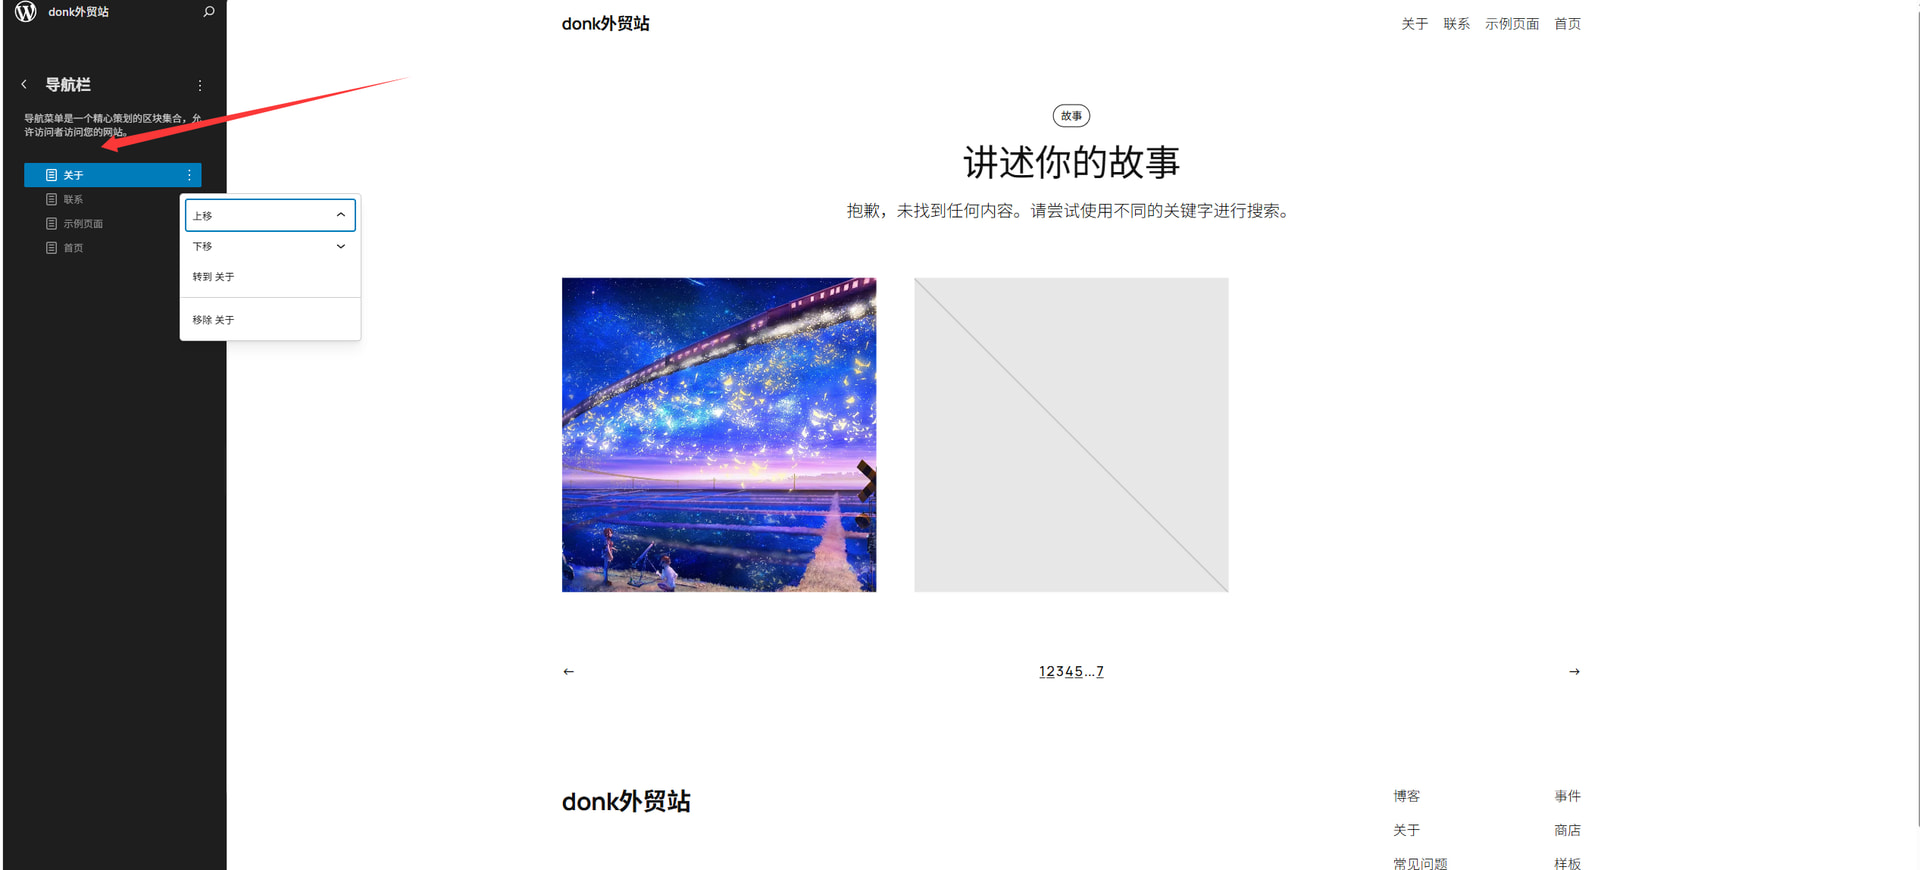 donk外贸站
导航栏
导航菜单是一个精心策划的区块集合，允
许访问者访问您的网站。
关于
联系
示例页面
首页
上移
下移
转到 关于
移除 关于
donk外贸站
关于 联系 示例页面 首页
故事
讲述你的故事
抱歉，未找到任何内容。请尝试使用不同的关键字进行搜索。
← 12345...7 →
donk外贸站
博客 事件
关于 商店
常见问题 样板